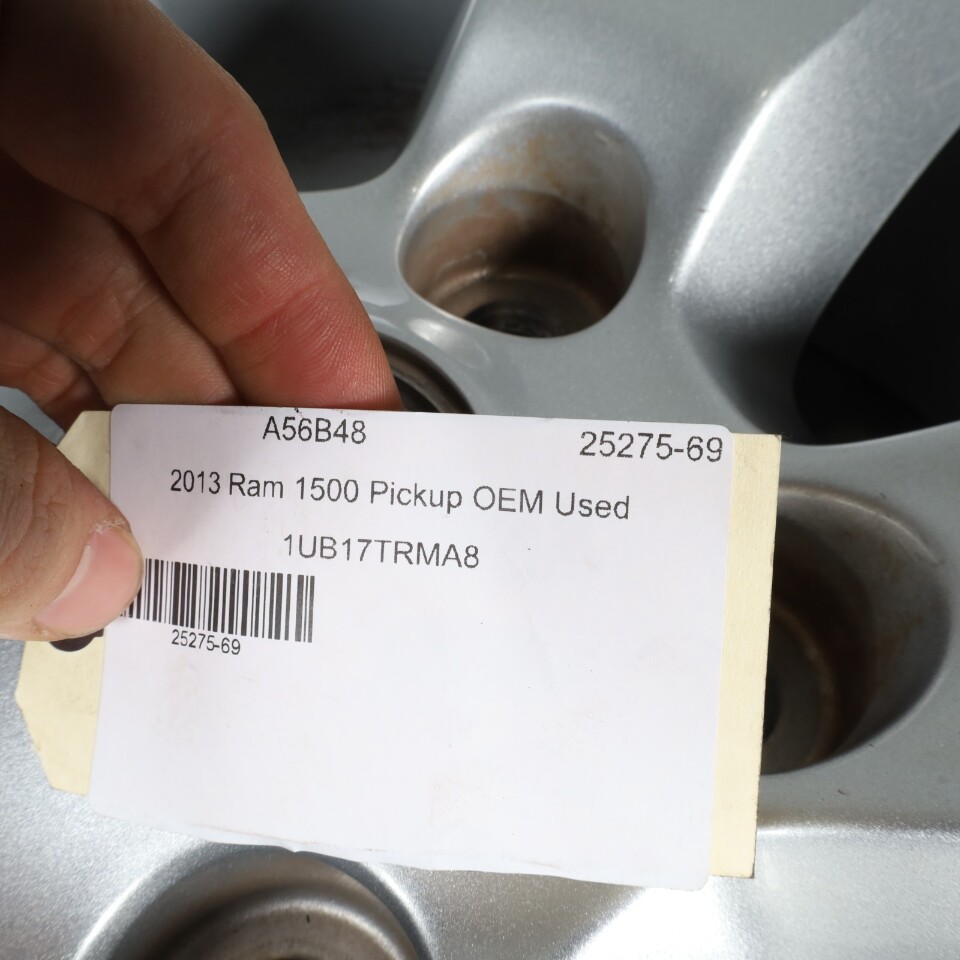 A56B48 25275-69
2013 Ram 1500 Pickup OEM Used
1UB17TRMA8
25275-69